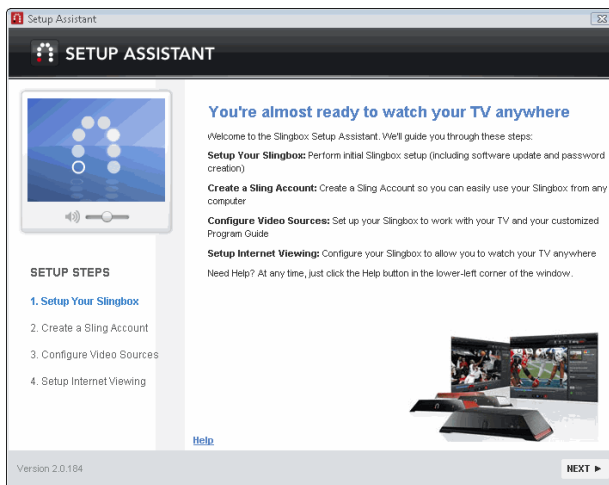 Setup Assistant
SETUP ASSISTANT
You're almost ready to watch your TV anywhere
Welcome to the Slingbox Setup Assistant. We'll guide you through these steps:
Setup Your Slingbox: Perform initial Slingbox setup (including software update and password
creation)
Create a Sling Account: Create a Sling Account so you can easily use your Slingbox from any
computer
Configure Video Sources: Set up your Slingbox to work with your TV and your customized
Program Guide
Setup Internet Viewing: Configure your Slingbox to allow you to watch your TV anywhere
Need Help? At any time, just click the Help button in the lower-left corner of the window.
SETUP STEPS
1. Setup Your Slingbox
2. Create a Sling Account
3. Configure Video Sources
4. Setup Internet Viewing
Help
Version 2.0.184
NEXT